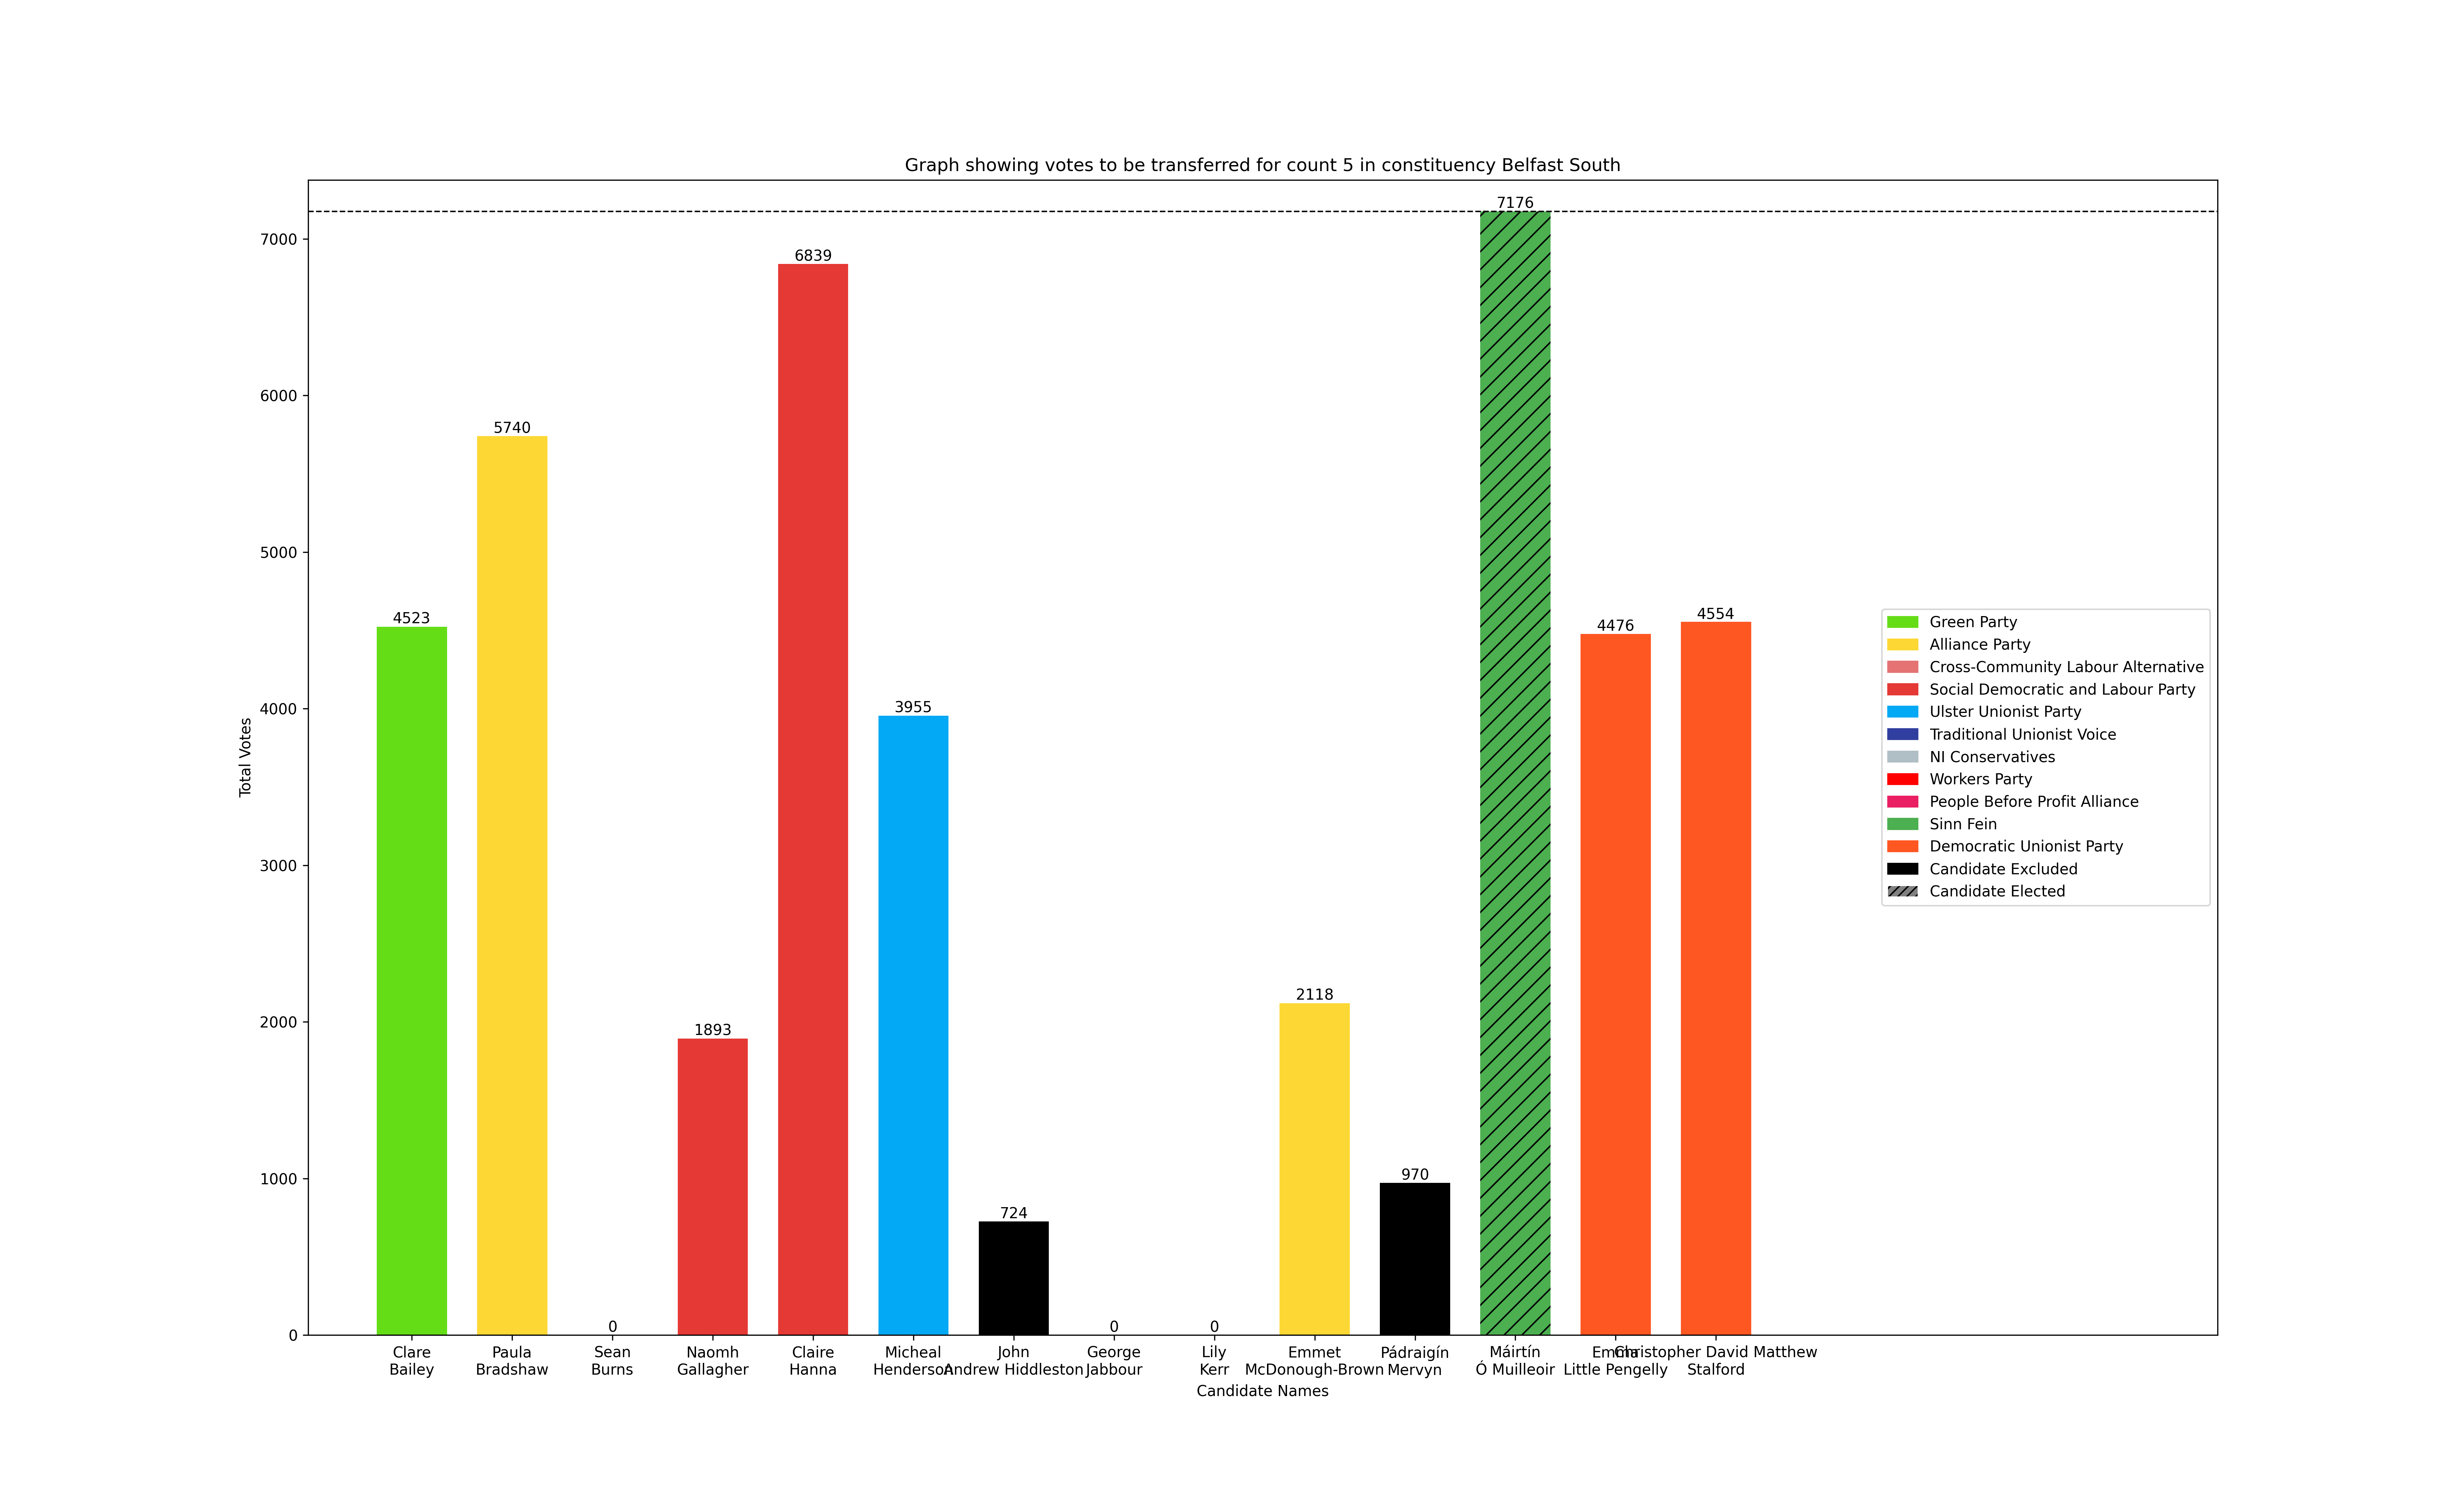 Graph showing votes to be transferred for count 5 in constituency Belfast South
7176
7000
6839
6000
5740
5000
4523
4476
4554
4000
3955
3000
2118
2000
1893
1000
970
724
0
0
0
0
Total Votes
Clare
Bailey
Paula
Bradshaw
Sean
Burns
Naomh
Gallagher
Claire
Hanna
Micheal
Henderson
John
Andrew Hiddleston
George
Jabbour
Lily
Kerr
Emmet
McDonough-Brown
Pádraigín
Mervyn
Máirtín
Ó Muilleoir
Emma
Little Pengelly
Christopher David Matthew
Stalford
Candidate Names
Green Party
Alliance Party
Cross-Community Labour Alternative
Social Democratic and Labour Party
Ulster Unionist Party
Traditional Unionist Voice
NI Conservatives
Workers Party
People Before Profit Alliance
Sinn Fein
Democratic Unionist Party
Candidate Excluded
Candidate Elected